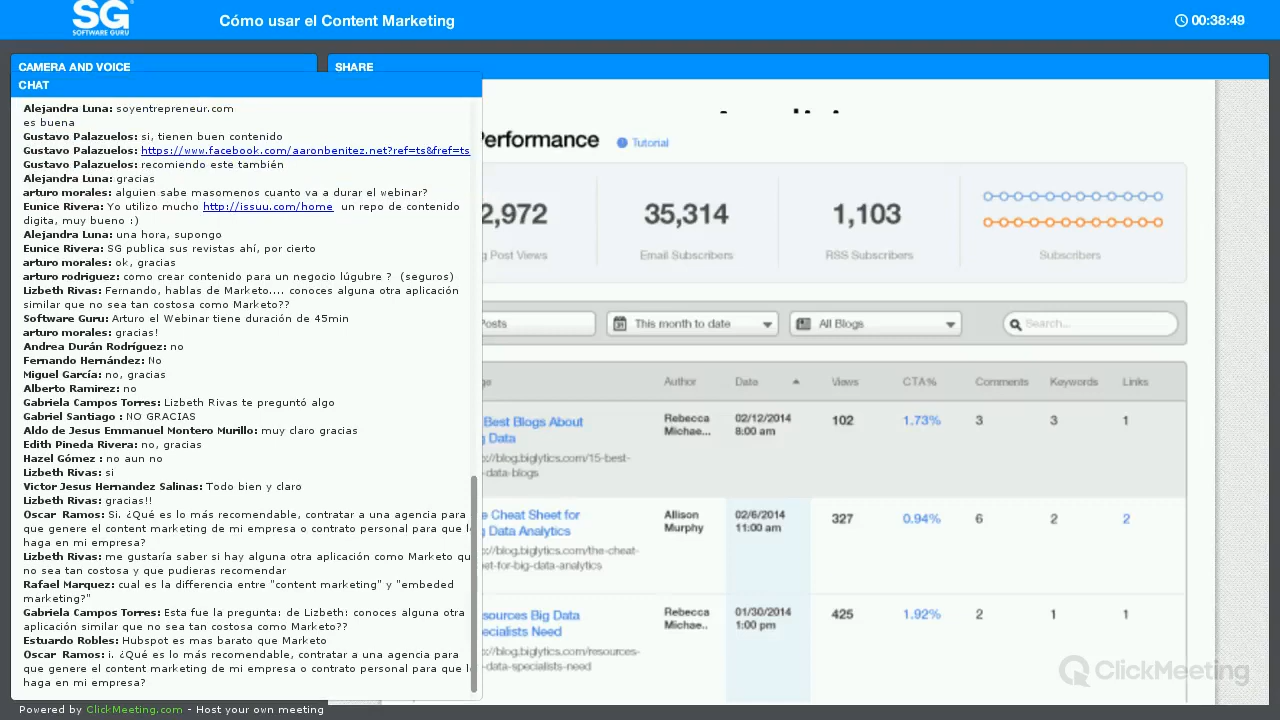 SG
SOFTWARE GURU
Cómo usar el Content Marketing
00:38:49
CAMERA AND VOICE
SHARE
CHAT
Alejandra Luna: soyentrepreneur.com
es buena
Gustavo Palazuelos: si, tienen buen contenido
Gustavo Palazuelos: https://www.facebook.com/aaronbenitez.net?ref=ts&fref=ts
Gustavo Palazuelos: recomiendo este también
Alejandra Luna: gracias
arturo morales: alguien sabe masomenos cuanto va a durar el webinar?
Eunice Rivera: Yo utilizo mucho http://issuu.com/home un repo de contenido
digita, muy bueno :)
Alejandra Luna: una hora, supongo
Eunice Rivera: SG publica sus revistas ahí, por cierto
arturo morales: ok, gracias
arturo rodriguez: como crear contenido para un negocio lúgubre ? (seguros)
Lizbeth Rivas: Fernando, hablas de Marketo.... conoces alguna otra aplicación
similar que no sea tan costosa como Marketo??
Software Guru: Arturo el Webinar tiene duración de 45min
arturo morales: gracias!
Andrea Durán Rodríguez: no
Fernando Hernández: No
Miguel García: no, gracias
Alberto Ramirez: no
Gabriela Campos Torres: Lizbeth Rivas te preguntó algo
Gabriel Santiago : NO GRACIAS
Aldo de Jesus Emmanuel Montero Murillo: muy claro gracias
Edith Pineda Rivera: no, gracias
Hazel Gómez : no aun no
Lizbeth Rivas: si
Victor Jesus Hernandez Salinas: Todo bien y claro
Lizbeth Rivas: gracias!!
Oscar Ramos: Si. ¿Qué es lo más recomendable, contratar a una agencia para
que genere el content marketing de mi empresa o contrato personal para que l
haga en mi empresa?
Lizbeth Rivas: me gustaría saber si hay alguna otra aplicación como Marketo qu
no sea tan costosa y que pudieras recomendar
Rafael Marquez: cual es la differencia entre "content marketing" y "embeded
marketing?"
Gabriela Campos Torres: Esta fue la pregunta: de Lizbeth: conoces alguna otra
aplicación similar que no sea tan costosa como Marketo??
Estuardo Robles: Hubspot es mas barato que Marketo
Oscar Ramos: i. ¿Qué es lo más recomendable, contratar a una agencia para
que genere el content marketing de mi empresa o contrato personal para que l
haga en mi empresa?
Performance
Tutorial
2,972 35,314 1,103
g Post Views Email Subscribers RSS Subscribers Subscribers
Posts This month to date All Blogs Search...
ge Author Date Views CTA% Comments Keywords Links
Best Blogs About
g Data
://blog.biglytics.com/15-best-
-data-blogs
Rebecca
Michae...
02/12/2014
8:00 am
102 1.73% 3 3 1
e Cheat Sheet for
g Data Analytics
://blog.biglytics.com/the-cheat-
et-for-big-data-analytics
Allison
Murphy
02/6/2014
11:00 am
327 0.94% 6 2 2
sources Big Data
ecialists Need
://blog.biglytics.com/resources-
-data-specialists-need
Rebecca
Michae..
01/30/2014
1:00 pm
425 1.92% 2 1 1
ClickMeeting
Powered by ClickMeeting.com - Host your own meeting